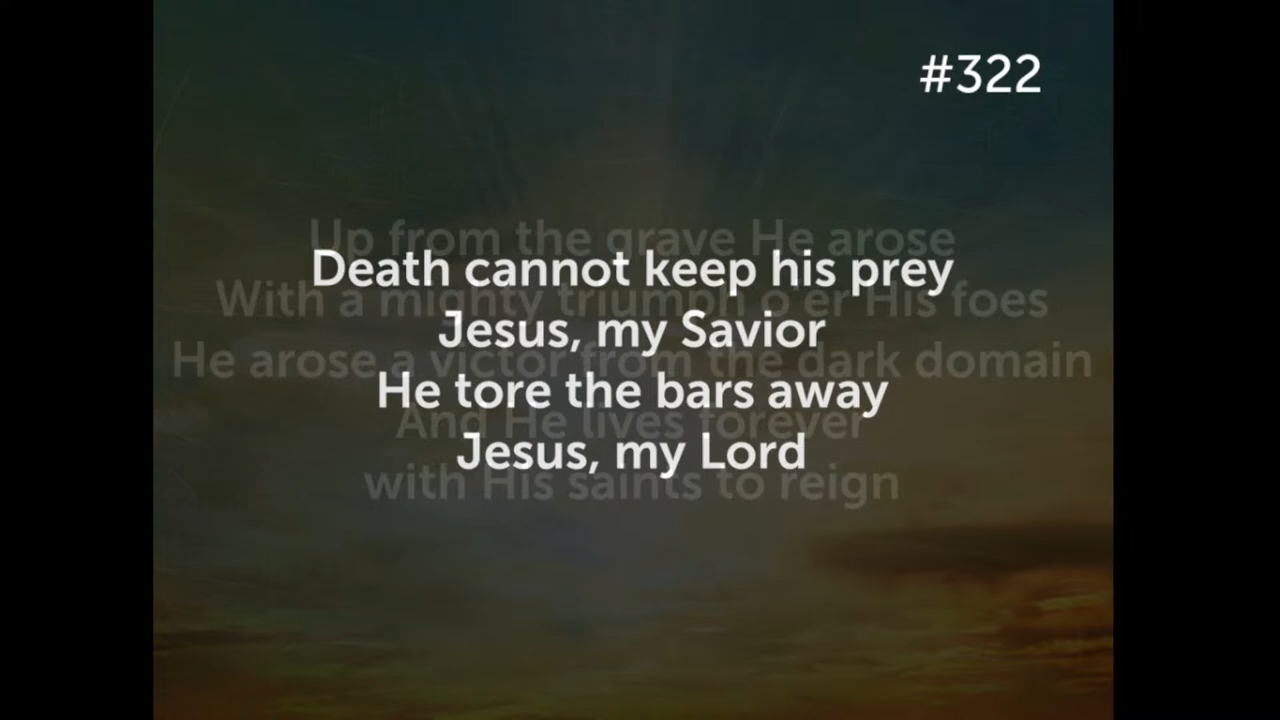 #322
Death cannot keep his prey
Jesus, my Savior
He tore the bars away
Jesus, my Lord
Up from the grave He arose
With a mighty triumph o'er His foes
He arose a victor from the dark domain
And He lives forever
with His saints to reign